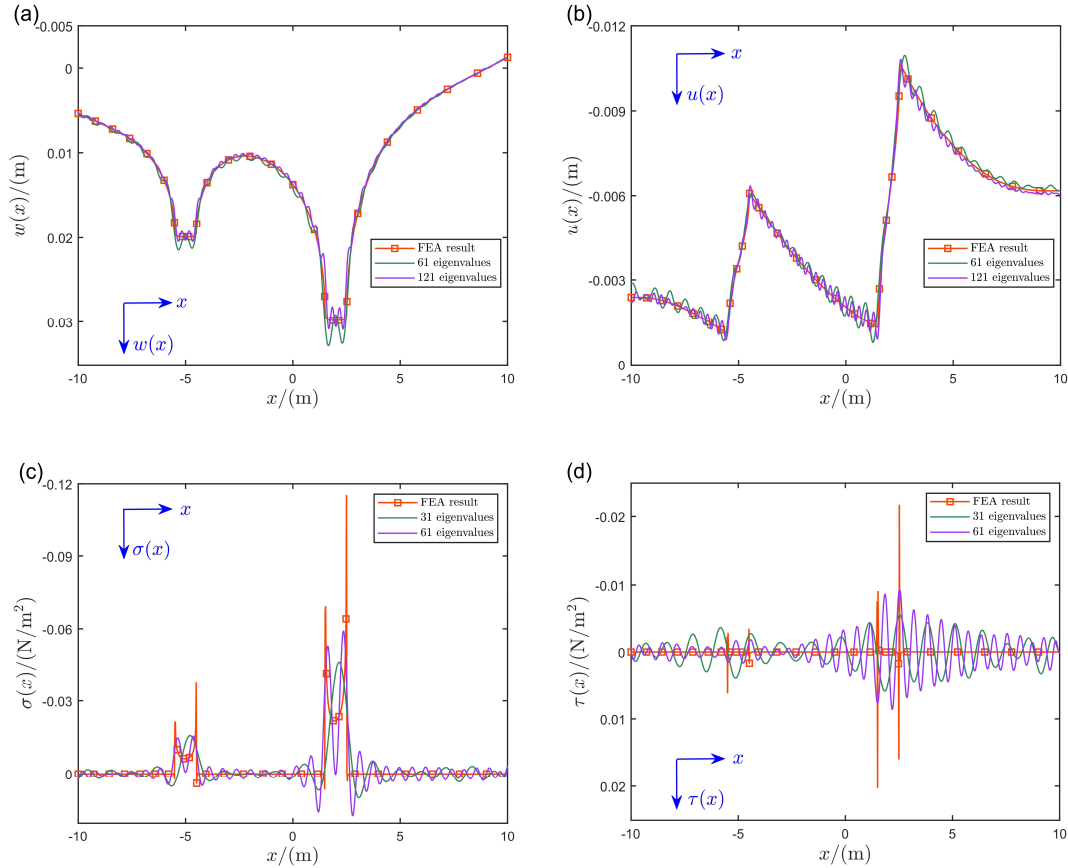 (a)
-0.005
0
0.01
0.02
0.03
w(x)/(m)
FEA result
61 eigenvalues
121 eigenvalues
x
w(x)
-10 -5 0 5 10
x/(m)
(b)
-0.012
-0.009
-0.006
-0.003
0
u(x)/(m)
x
u(x)
FEA result
61 eigenvalues
121 eigenvalues
-10 -5 0 5 10
x/(m)
(c)
-0.12
-0.09
-0.06
-0.03
0
σ(x)/(N/m²)
x
σ(x)
FEA result
31 eigenvalues
61 eigenvalues
-10 -5 0 5 10
x/(m)
(d)
-0.02
-0.01
0
0.01
0.02
τ(x)/(N/m²)
FEA result
31 eigenvalues
61 eigenvalues
x
τ(x)
-10 -5 0 5 10
x/(m)